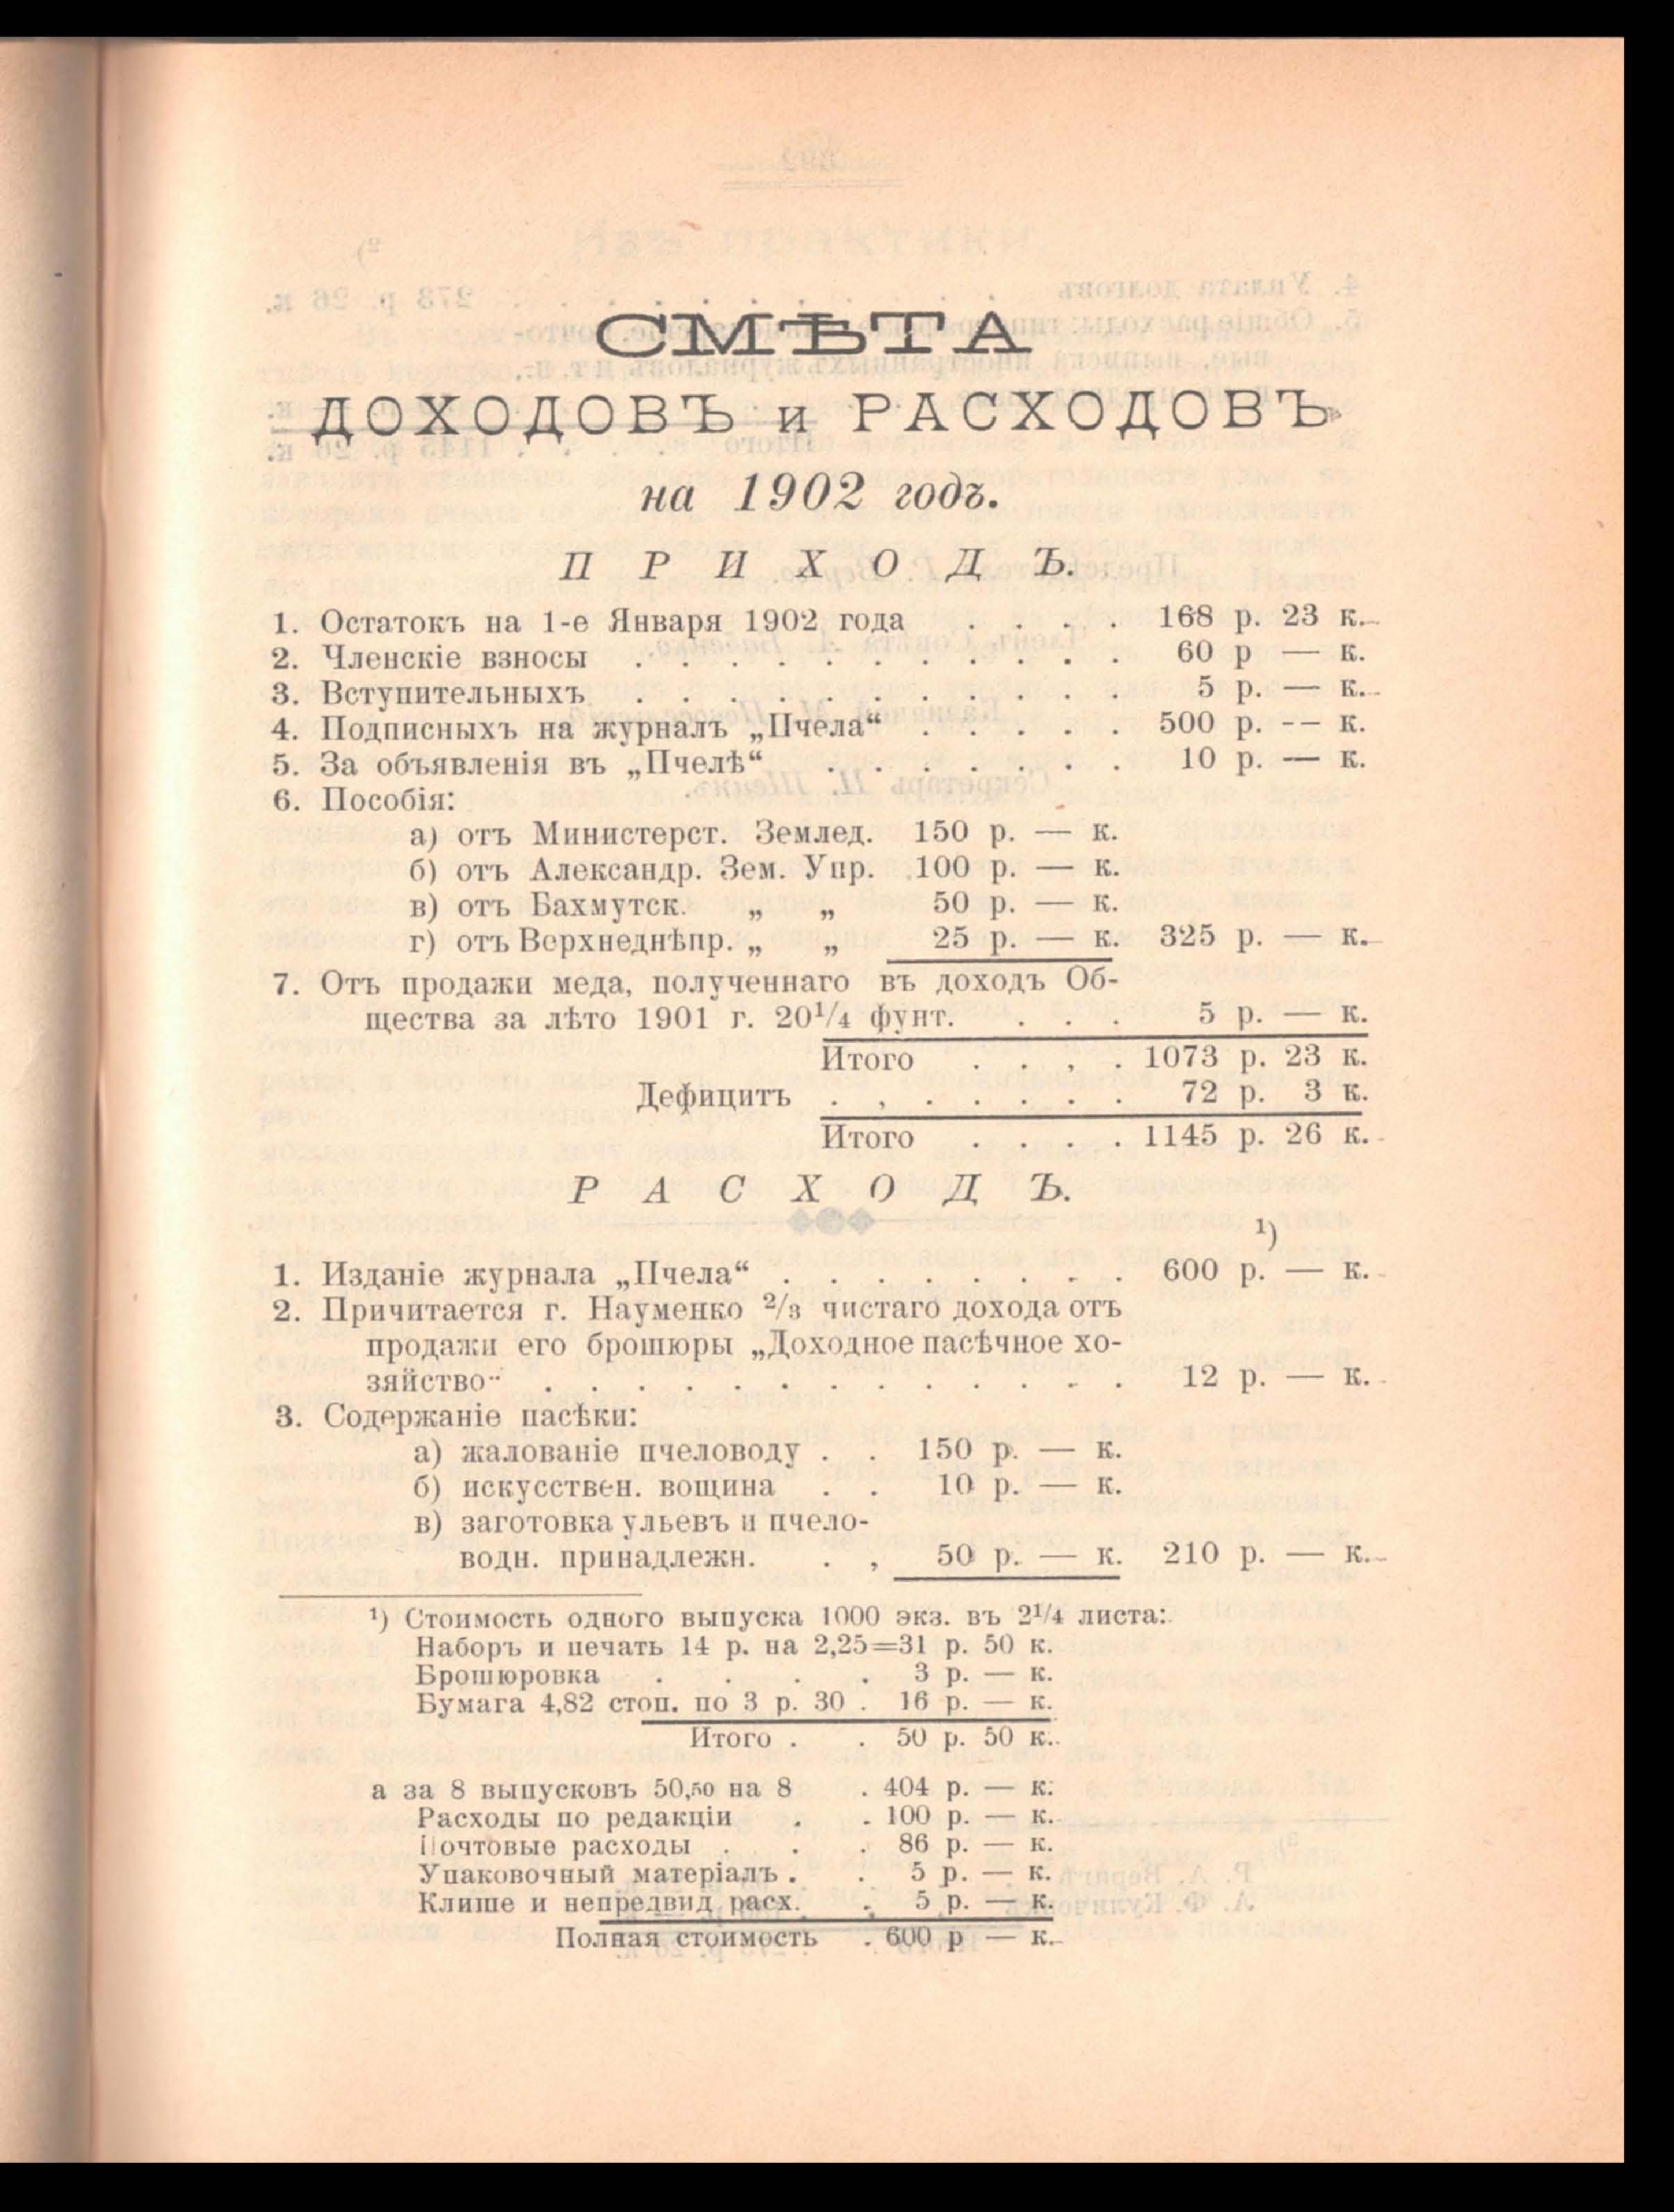 СМѢТА
ДОХОДОВЪ и РАСХОДОВЪ
на 1902 годъ.
ПРИХОДЪ.
1. Остатокъ на 1-е Января 1902 года . . . . 168 р. 23 к.
2. Членскіе взносы . . . . . . . . . . . 60 р — к.
3. Вступительныхъ . . . . . . . . . . . 5 р. — к.
4. Подписныхъ на журналъ „Пчела“ . . . . . 500 р. -- к.
5. За объявленія въ „Пчелѣ“ . . . . . . . 10 р. — к.
6. Пособія:
а) отъ Министерст. Землед. 150 р. — к.
б) отъ Александр. Зем. Упр. 100 р. — к.
в) отъ Бахмутск. „ „ 50 р. — к.
г) отъ Верхнеднѣпр. „ „ 25 р. — к. 325 р. — к.
7. Отъ продажи меда, полученнаго въ доходъ Об-
щества за лѣто 1901 г. 20¹/₄ фунт. . . . 5 р. — к.
Итого . . , . 1073 р. 23 к.
Дефицитъ . , . . . . . 72 р. 3 к.
Итого . . . . 1145 р. 26 к.
РАСХОДЪ.
¹)
1. Изданіе журнала „Пчела“ . . . . . . . . 600 р. — к.
2. Причитается г. Науменко ²/₃ чистаго дохода отъ
продажи его брошюры „Доходное пасѣчное хо-
зяйство“ . . . . . . . . . . . . . 12 р. — к.
3. Содержаніе пасѣки:
а) жалованіе пчеловоду . . 150 р. — к.
б) искусствен. вощина . . 10 р. — к.
в) заготовка ульевъ и пчело-
водн. принадлежн. . , 50 р. — к. 210 р. — к.
¹) Стоимость одного выпуска 1000 экз. въ 2¹/₄ листа:
Наборъ и печать 14 р. на 2,25=31 р. 50 к.
Брошюровка . . . . 3 р. — к.
Бумага 4,82 стоп. по 3 р. 30 . 16 р. — к.
Итого . . 50 р. 50 к.
а за 8 выпусковъ 50,50 на 8 . 404 р. — к.
Расходы по редакціи . . 100 р. — к.
Почтовые расходы . . . 86 р. — к.
Упаковочный матеріалъ . . 5 р. — к.
Клише и непредвид расх. . 5 р. — к.
Полная стоимость . 600 р — к.